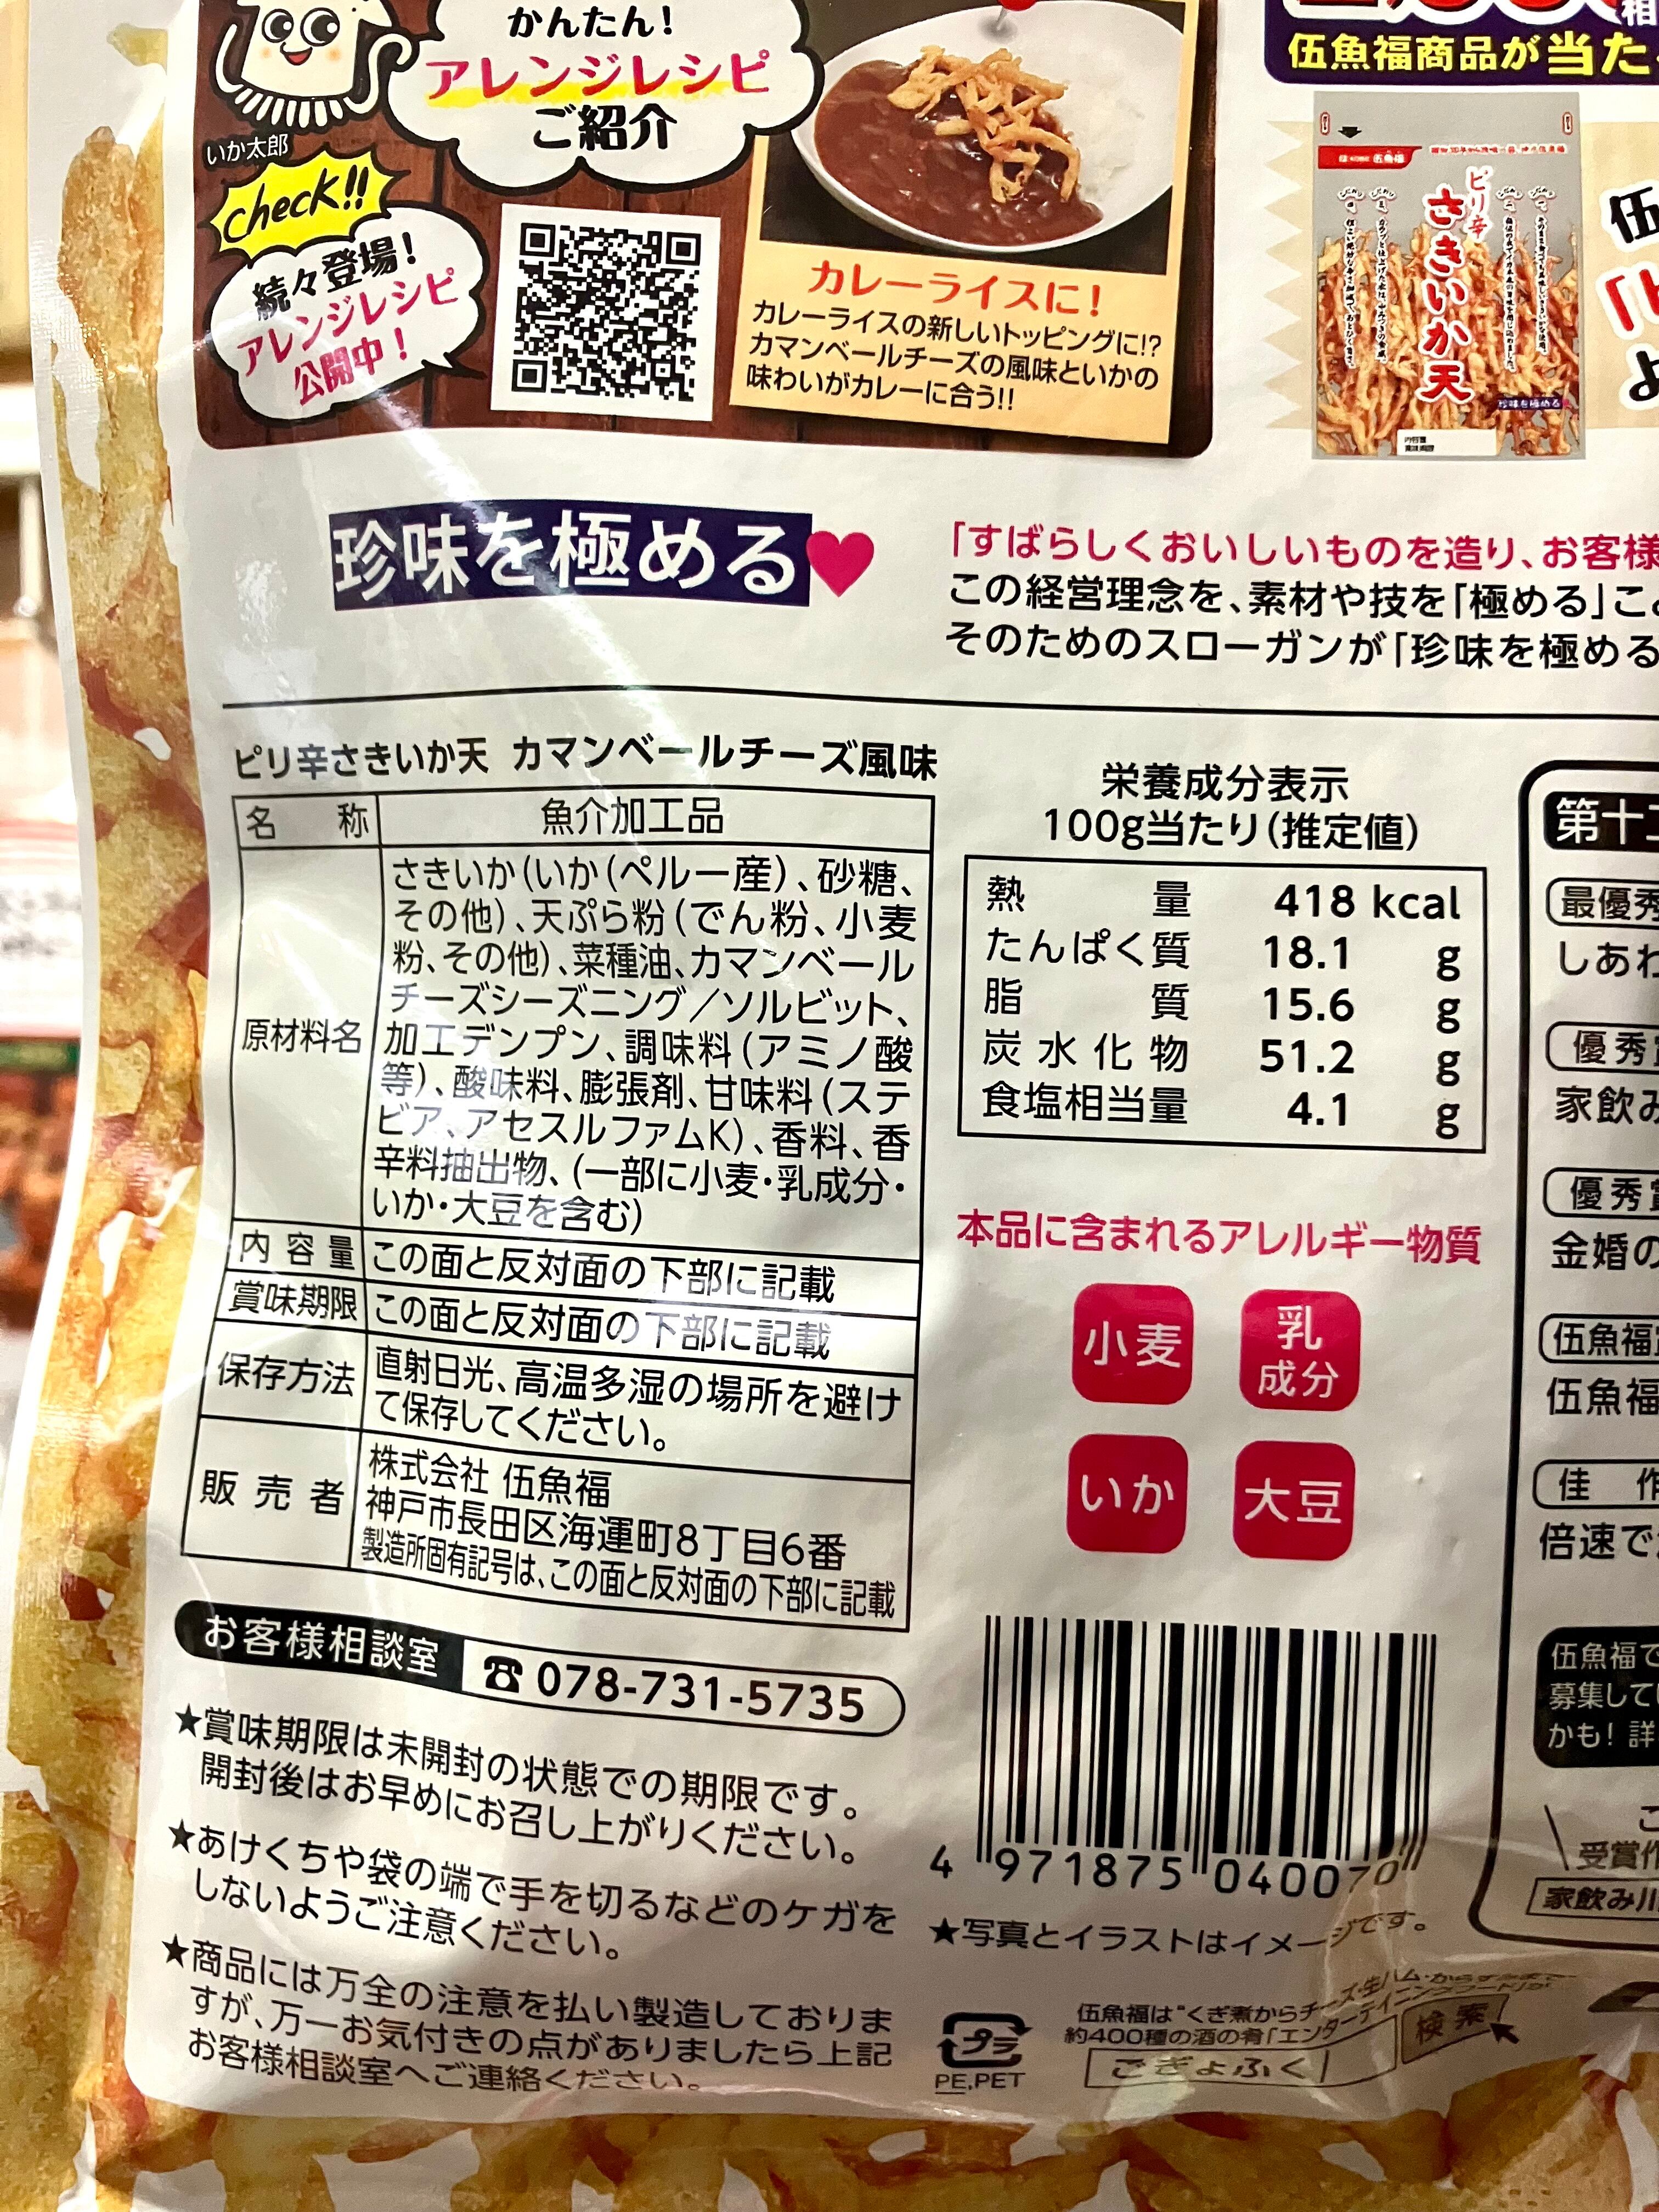 かんたん!
アレンジレシピ
ご紹介
いか太郎
check!!
続々登場!
アレンジレシピ
公開中!
カレーライスに!
カレーライスの新しいトッピングに!?
カマンベールチーズの風味といかの
味わいがカレーに合う!!
伍魚福商品が当た
ピリ辛
さきいか天
珍味を極める
珍味を極める
「すばらしくおいしいものを造り、お客様
この経営理念を、素材や技を「極める」こ
そのためのスローガンが「珍味を極める
ピリ辛さきいか天 カマンベールチーズ風味
名 称 魚介加工品
原材料名
さきいか(いか(ペルー産)、砂糖、
その他)、天ぷら粉(でん粉、小麦
粉、その他)、菜種油、カマンベール
チーズシーズニング/ソルビット、
加工デンプン、調味料(アミノ酸
等)、酸味料、膨張剤、甘味料(ステ
ビア、アセスルファムK)、香料、香
辛料抽出物、(一部に小麦・乳成分・
いか・大豆を含む)
内容量 この面と反対面の下部に記載
賞味期限 この面と反対面の下部に記載
保存方法 直射日光、高温多湿の場所を避け
て保存してください。
販売者 株式会社 伍魚福
神戸市長田区海運町8丁目6番
製造所固有記号は、この面と反対面の下部に記載
お客様相談室 ☎078-731-5735
★賞味期限は未開封の状態での期限です。
開封後はお早めにお召し上がりください。
★あけくちや袋の端で手を切るなどのケガを
しないようご注意ください。
★商品には万全の注意を払い製造しておりま
すが、万一お気付きの点がありましたら上記
お客様相談室へご連絡ください。
栄養成分表示
100g当たり(推定値)
熱量 418 kcal
たんぱく質 18.1 g
脂質 15.6 g
炭水化物 51.2 g
食塩相当量 4.1 g
本品に含まれるアレルギー物質
小麦
乳
成分
いか
大豆
4 971875 040070
★写真とイラストはイメージです。
プラ
PE,PET
伍魚福は"くぎ煮からチーズ・生ハム・からすみまで
約400種の酒の肴「エンターテイニングフード」が
ごぎょふく 検索
第十
最優秀
しあわ
優秀
家飲み
優秀
金婚の
伍魚福
伍魚福
佳 作
倍速で
伍魚福で
募集して
かも! 詳
受賞作
家飲み川